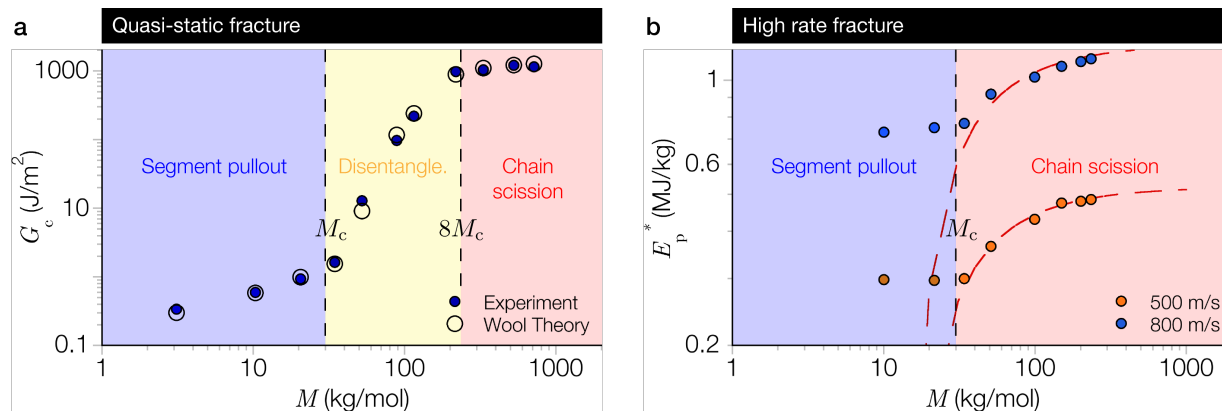 a
Quasi-static fracture
1000
10
0.1
G_c (J/m²)
Segment pullout
Disentangle.
Chain
scission
M_c
8M_c
Experiment
Wool Theory
1
10
100
1000
M (kg/mol)
b
High rate fracture
1
0.6
0.2
E_p* (MJ/kg)
Segment pullout
Chain scission
M_c
500 m/s
800 m/s
1
10
100
1000
M (kg/mol)